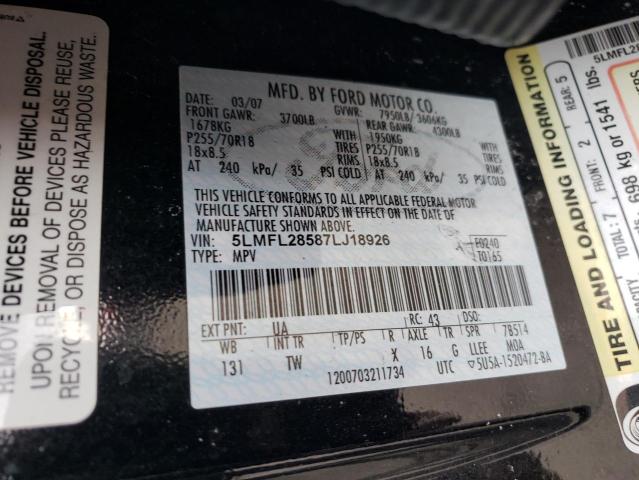 MOVE DEVICES BEFORE VEHICLE DISPOSAL.
UPON REMOVAL OF DEVICES PLEASE REUSE,
RECYCLE, OR DISPOSE AS HAZARDOUS WASTE.
MFD. BY FORD MOTOR CO.
DATE: 03/07 GVWR: 7950LB/ 3606KG
FRONT GAWR: 3700LB REAR GAWR: 4300LB
1678KG 1950KG
P255/70R18 TIRES P255/70R18 TIRES
18x8.5 RIMS 18x8.5 RIMS
AT 240 kPa/ 35 PSI COLD AT 240 kPa/ 35 PSI COLD
THIS VEHICLE CONFORMS TO ALL APPLICABLE FEDERAL MOTOR
VEHICLE SAFETY STANDARDS IN EFFECT ON THE DATE OF
MANUFACTURE SHOWN ABOVE.
VIN: 5LMFL28587LJ18926
TYPE: MPV
F0240
T0165
EXT PNT: UA RC: 43 DSO:
WB INT TR TP/PS R AXLE TR SPR 78514
131 TW X 16 G LLEE MOA
1200703211734 UTC 5U5A-1520472-BA
TIRE AND LOADING INFORMATION
TOTAL: 7 FRONT: 2 REAR: 5
698 kg or 1541 lbs.
5LMFL28